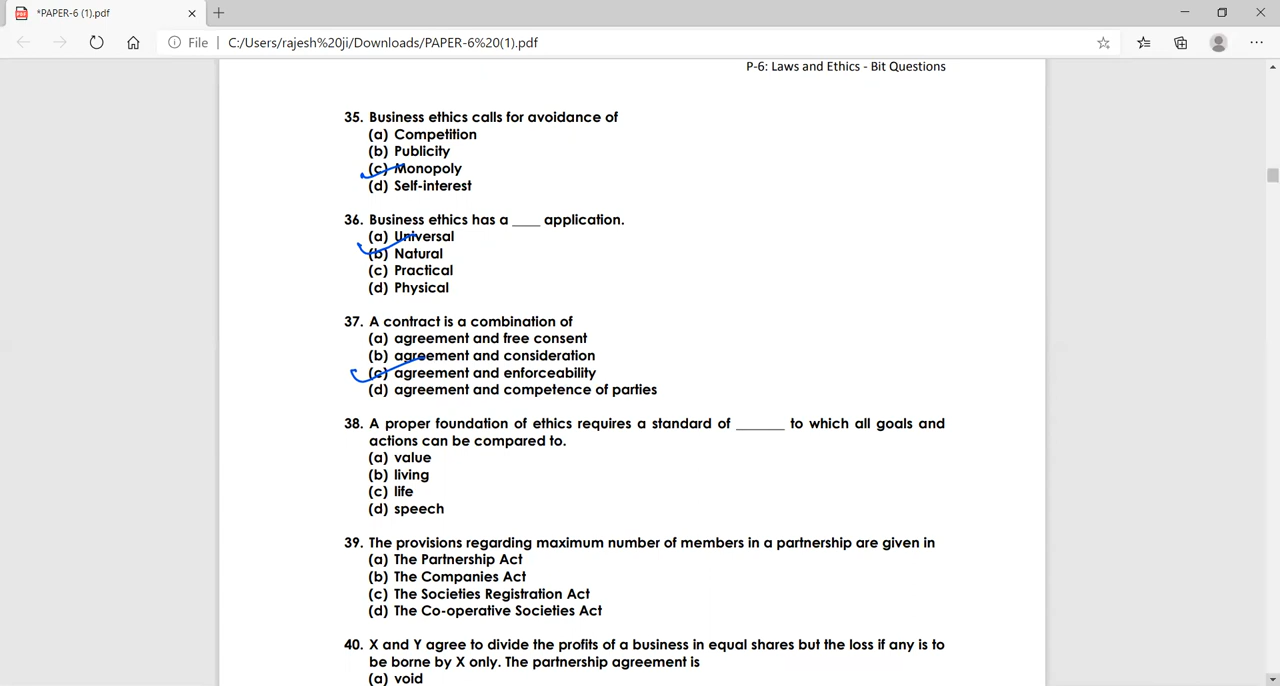 *PAPER-6 (1).pdf
File
C:/Users/rajesh%20ji/Downloads/PAPER-6%20(1).pdf
P-6: Laws and Ethics - Bit Questions
35. Business ethics calls for avoidance of
(a) Competition
(b) Publicity
(c) Monopoly
(d) Self-interest
36. Business ethics has a ____ application.
(a) Universal
(b) Natural
(c) Practical
(d) Physical
37. A contract is a combination of
(a) agreement and free consent
(b) agreement and consideration
(c) agreement and enforceability
(d) agreement and competence of parties
38. A proper foundation of ethics requires a standard of _______ to which all goals and
actions can be compared to.
(a) value
(b) living
(c) life
(d) speech
39. The provisions regarding maximum number of members in a partnership are given in
(a) The Partnership Act
(b) The Companies Act
(c) The Societies Registration Act
(d) The Co-operative Societies Act
40. X and Y agree to divide the profits of a business in equal shares but the loss if any is to
be borne by X only. The partnership agreement is
(a) void